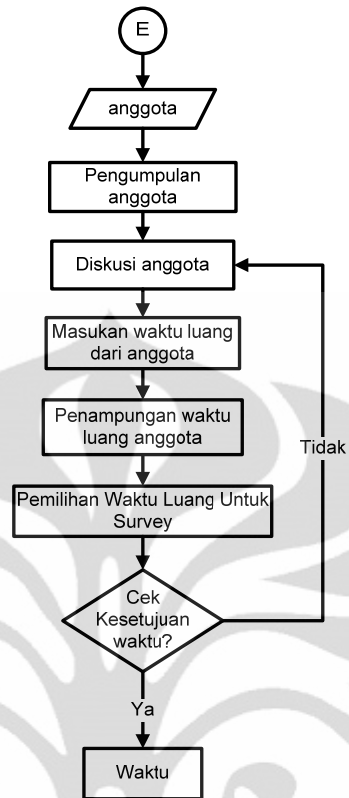 E
anggota
Pengumpulan
anggota
Diskusi anggota
Masukan waktu luang
dari anggota
Penampungan waktu
luang anggota
Tidak
Pemilihan Waktu Luang Untuk
Survey
Cek
Kesetujuan
waktu?
Ya
Waktu